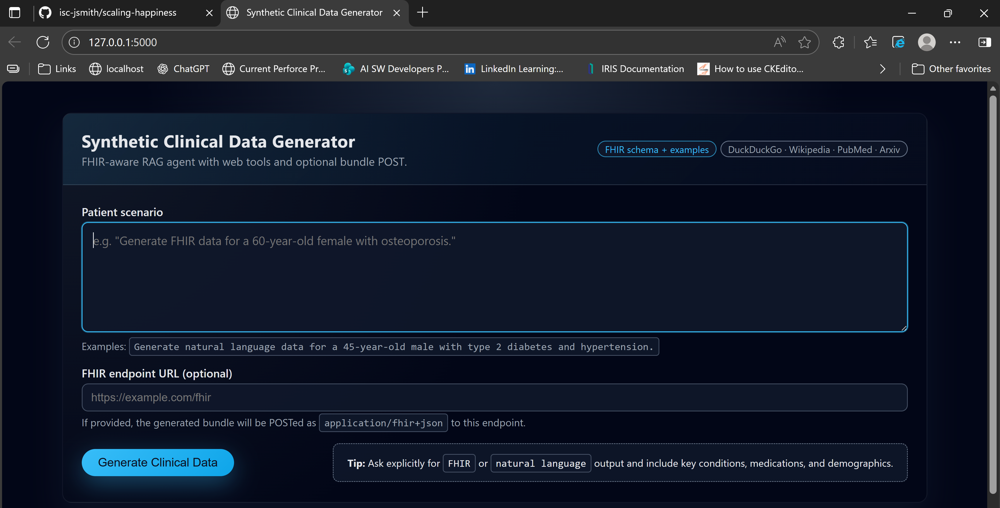 isc-jsmith/scaling-happiness
Synthetic Clinical Data Generator
127.0.0.1:5000
Links
localhost
ChatGPT
Current Perforce Pr...
AI SW Developers P...
LinkedIn Learning:...
IRIS Documentation
How to use CKEdito...
Other favorites
Synthetic Clinical Data Generator
FHIR-aware RAG agent with web tools and optional bundle POST.
FHIR schema + examples
DuckDuckGo · Wikipedia · PubMed · Arxiv
Patient scenario
e.g. "Generate FHIR data for a 60-year-old female with osteoporosis."
Examples: Generate natural language data for a 45-year-old male with type 2 diabetes and hypertension.
FHIR endpoint URL (optional)
https://example.com/fhir
If provided, the generated bundle will be POSTed as application/fhir+json to this endpoint.
Generate Clinical Data
Tip: Ask explicitly for FHIR or natural language output and include key conditions, medications, and demographics.